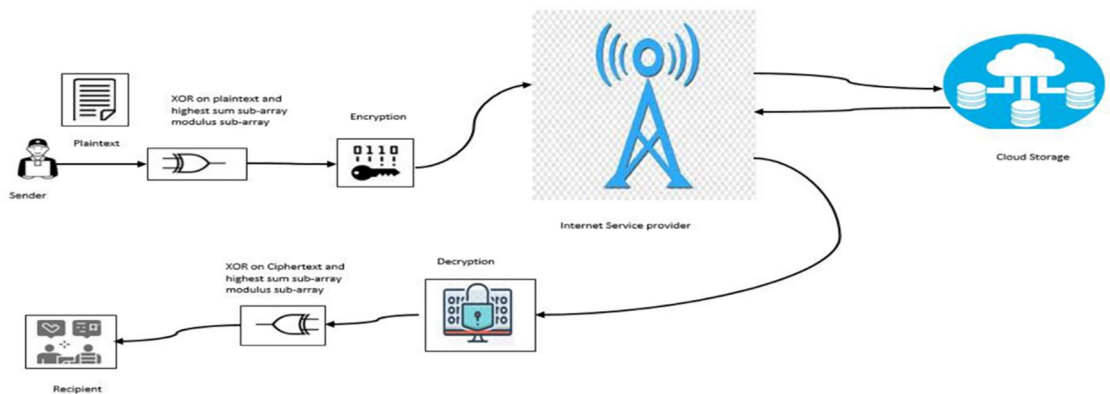 XOR on plaintext and
highest sum sub-array
modulus sub-array
Encryption
0110
Plaintext
Sender
Cloud Storage
Internet Service provider
XOR on Ciphertext and
highest sum sub-array
modulus sub-array
Decryption
Recipient